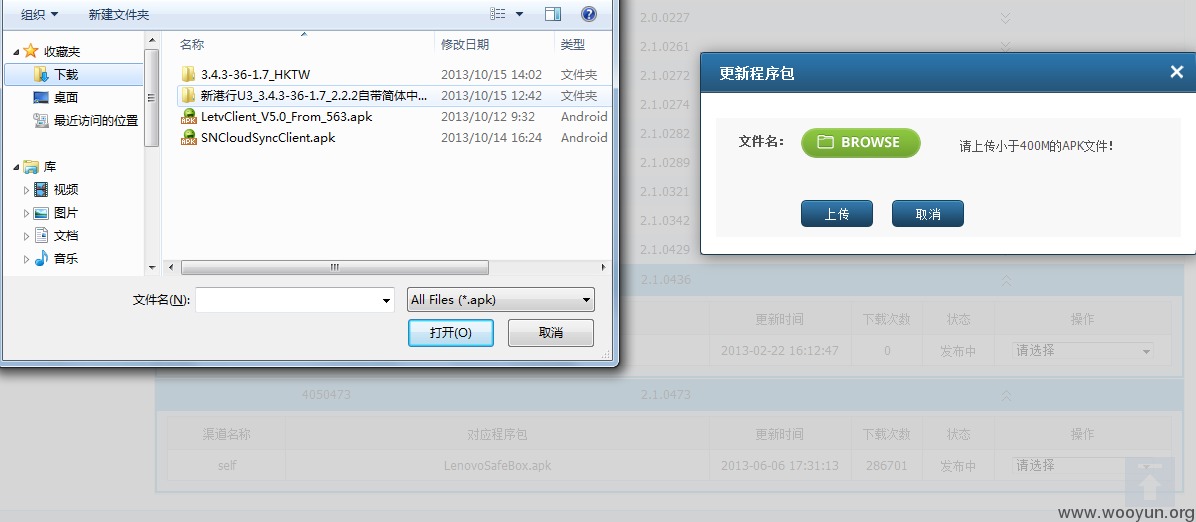 组织 新建文件夹
收藏夹
下载
桌面
最近访问的位置
库
视频
图片
文档
音乐
名称 修改日期 类型
3.4.3-36-1.7_HKTW 2013/10/15 14:02 文件夹
新港行U3_3.4.3-36-1.7_2.2.2自带简体中... 2013/10/15 12:42 文件夹
LetvClient_V5.0_From_563.apk 2013/10/12 9:32 Android
SNCloudSyncClient.apk 2013/10/14 16:24 Android
文件名(N):
All Files (*.apk)
打开(O) 取消
2.0.0227
2.1.0261
2.1.0272
2.1.0274
2.1.0282
2.1.0289
2.1.0321
2.1.0342
2.1.0429
更新程序包
文件名: BROWSE 请上传小于400M的APK文件!
上传 取消
2.1.0436
更新时间 下载次数 状态 操作
2013-02-22 16:12:47 0 发布中 请选择
4050473 2.1.0473
渠道名称 对应程序包 更新时间 下载次数 状态 操作
self LenovoSafeBox.apk 2013-06-06 17:31:13 286701 发布中 请选择
www.wooyun.org